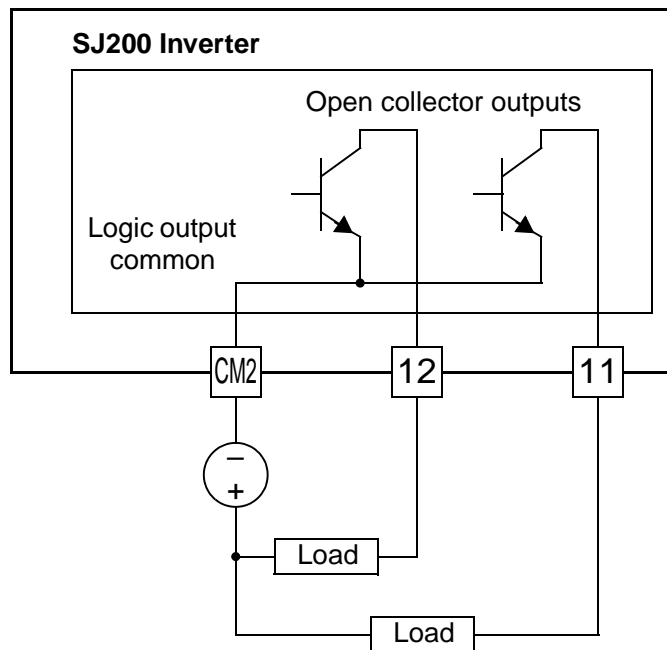 SJ200 Inverter
Open collector outputs
Logic output
common
CM2
12
11
–
+
Load
Load